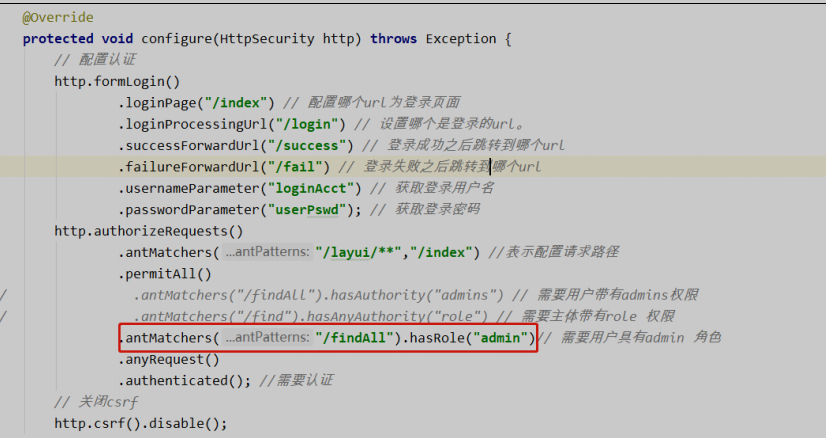 @Override
protected void configure(HttpSecurity http) throws Exception {
// 配置认证
http.formLogin()
.loginPage("/index") // 配置哪个url为登录页面
.loginProcessingUrl("/login") // 设置哪个是登录的url。
.successForwardUrl("/success") // 登录成功之后跳转到哪个url
.failureForwardUrl("/fail") // 登录失败之后跳转到哪个url
.usernameParameter("loginAcct") // 获取登录用户名
.passwordParameter("userPswd"); // 获取登录密码
http.authorizeRequests()
.antMatchers( ...antPatterns: "/layui/**","/index") //表示配置请求路径
.permitAll()
/ .antMatchers("/findAll").hasAuthority("admins") // 需要用户带有admins权限
/ .antMatchers("/find").hasAnyAuthority("role") // 需要主体带有role 权限
.antMatchers( ...antPatterns: "/findAll").hasRole("admin")// 需要用户具有admin 角色
.anyRequest()
.authenticated(); //需要认证
// 关闭csrf
http.csrf().disable();